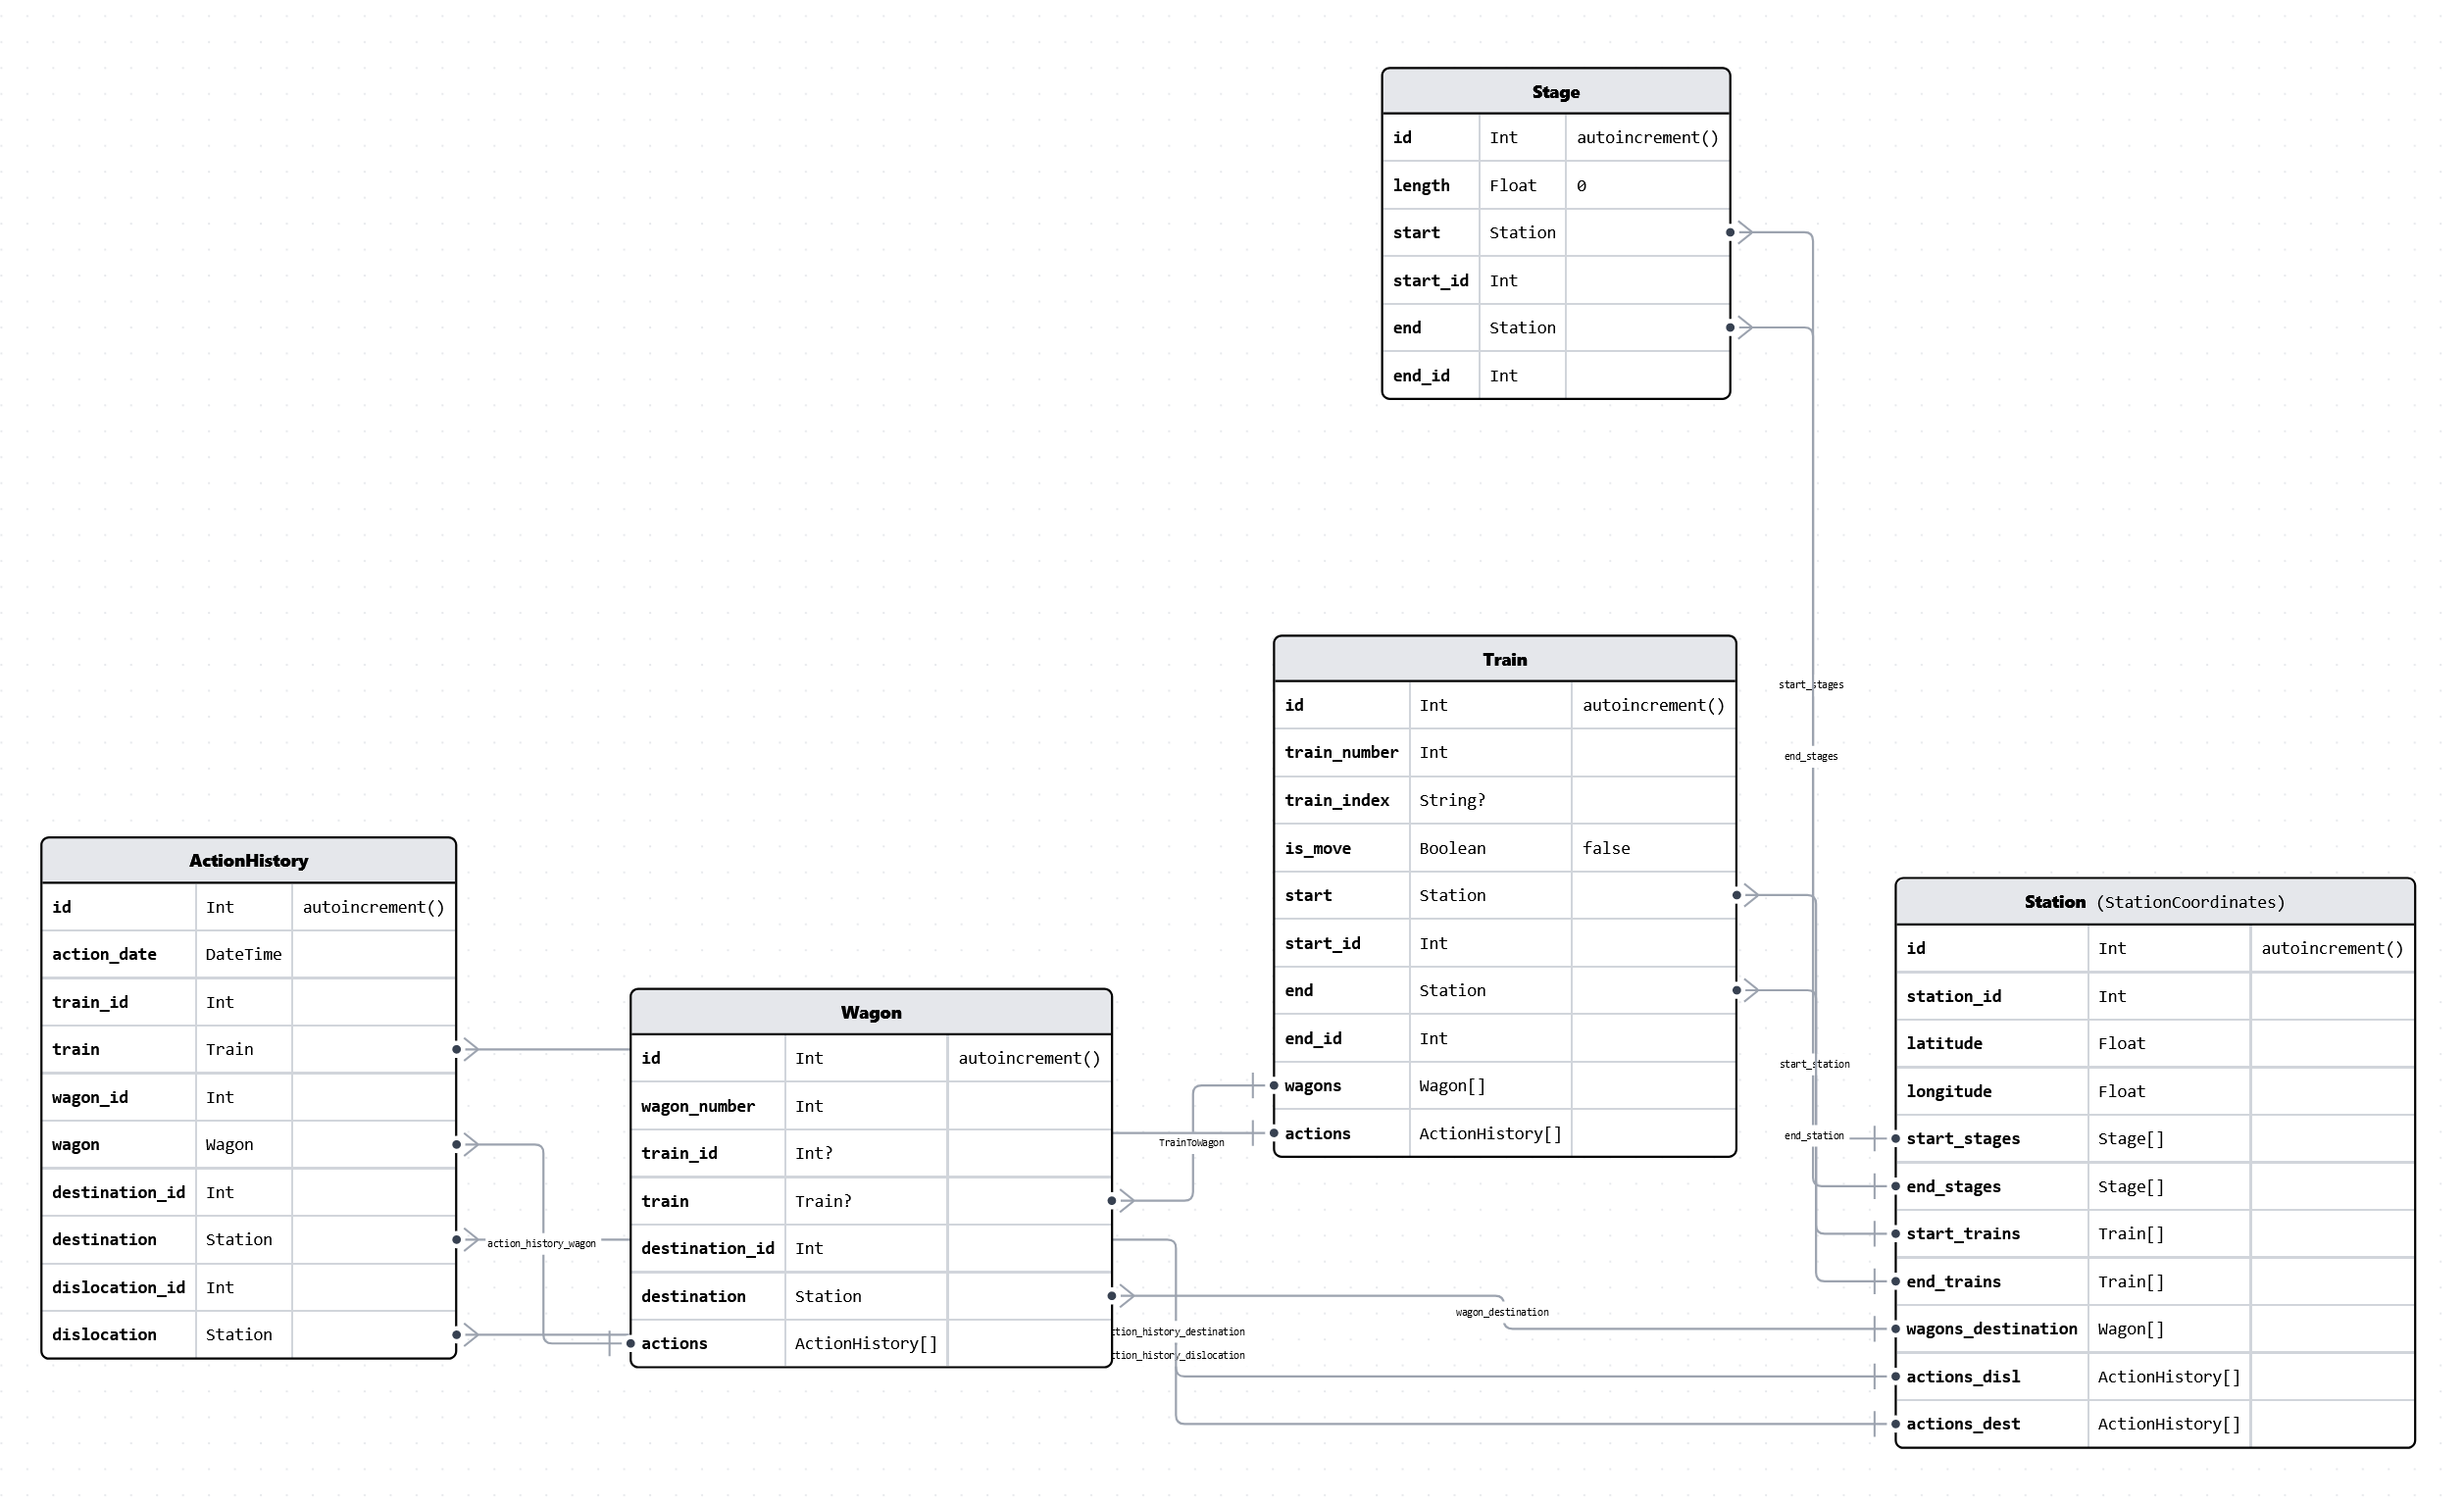 Stage
id Int autoincrement()
length Float 0
start Station
start_id Int
end Station
end_id Int
Train
id Int autoincrement()
train_number Int
train_index String?
is_move Boolean false
start Station
start_id Int
end Station
end_id Int
wagons Wagon[]
actions ActionHistory[]
start_stages
end_stages
start_station
end_station
ActionHistory
id Int autoincrement()
action_date DateTime
train_id Int
train Train
wagon_id Int
wagon Wagon
destination_id Int
destination Station
dislocation_id Int
dislocation Station
action_history_wagon
Wagon
id Int autoincrement()
wagon_number Int
train_id Int?
train Train?
destination_id Int
destination Station
actions ActionHistory[]
TrainToWagon
wagon_destination
ction_history_destination
ction_history_dislocation
Station (StationCoordinates)
id Int autoincrement()
station_id Int
latitude Float
longitude Float
start_stages Stage[]
end_stages Stage[]
start_trains Train[]
end_trains Train[]
wagons_destination Wagon[]
actions_disl ActionHistory[]
actions_dest ActionHistory[]